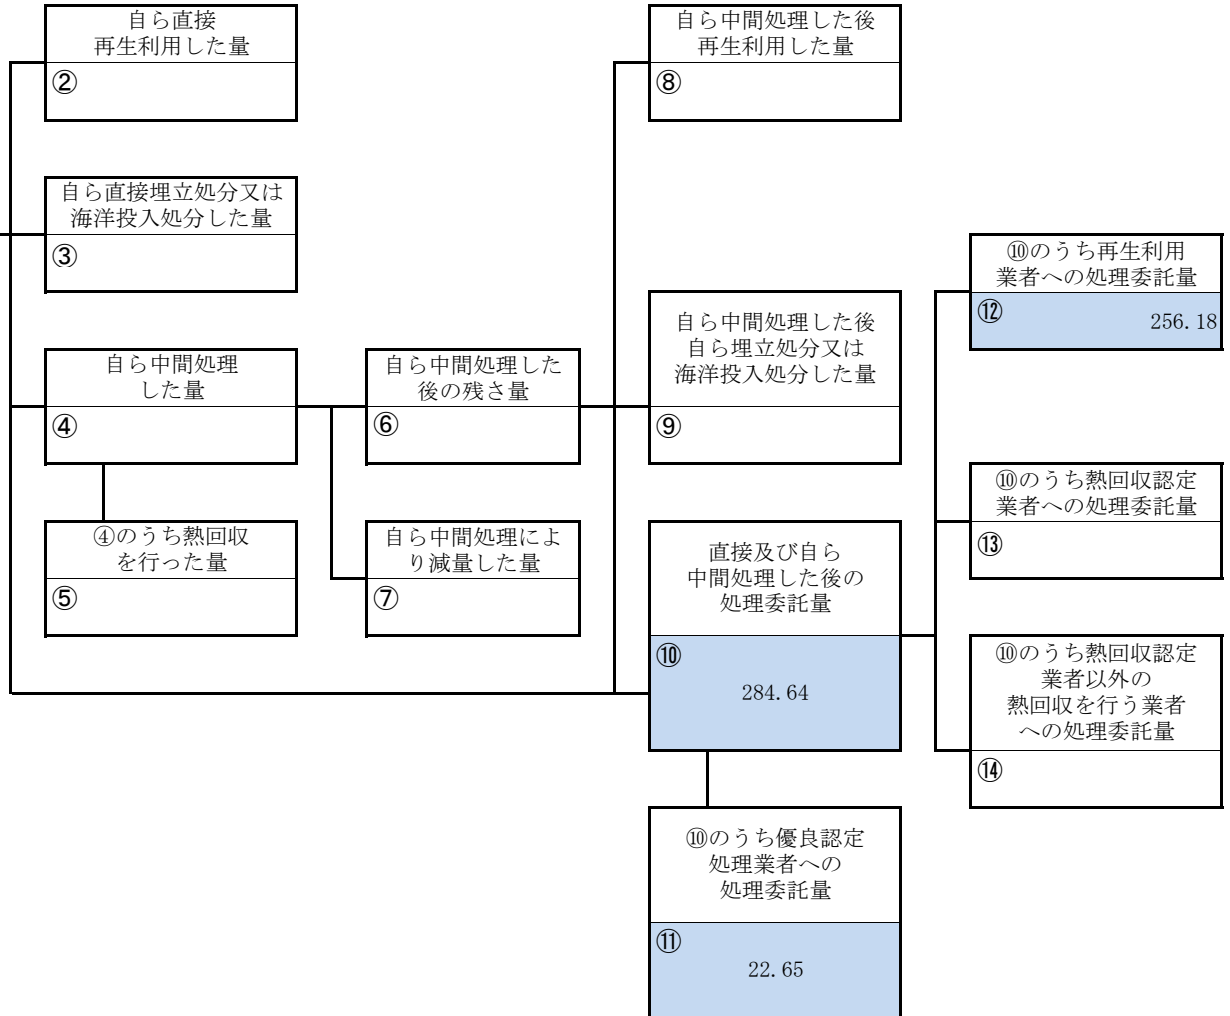 自ら直接
再生利用した量
②
自ら直接埋立処分又は
海洋投入処分した量
③
自ら中間処理
した量
④
④のうち熱回収
を行った量
⑤
自ら中間処理した
後の残さ量
⑥
自ら中間処理によ
り減量した量
⑦
自ら中間処理した後
再生利用した量
⑧
自ら中間処理した後
自ら埋立処分又は
海洋投入処分した量
⑨
直接及び自ら
中間処理した後の
処理委託量
⑩
284.64
⑩のうち優良認定
処理業者への
処理委託量
⑪
22.65
⑩のうち再生利用
業者への処理委託量
⑫ 256.18
⑩のうち熱回収認定
業者への処理委託量
⑬
⑩のうち熱回収認定
業者以外の
熱回収を行う業者
への処理委託量
⑭